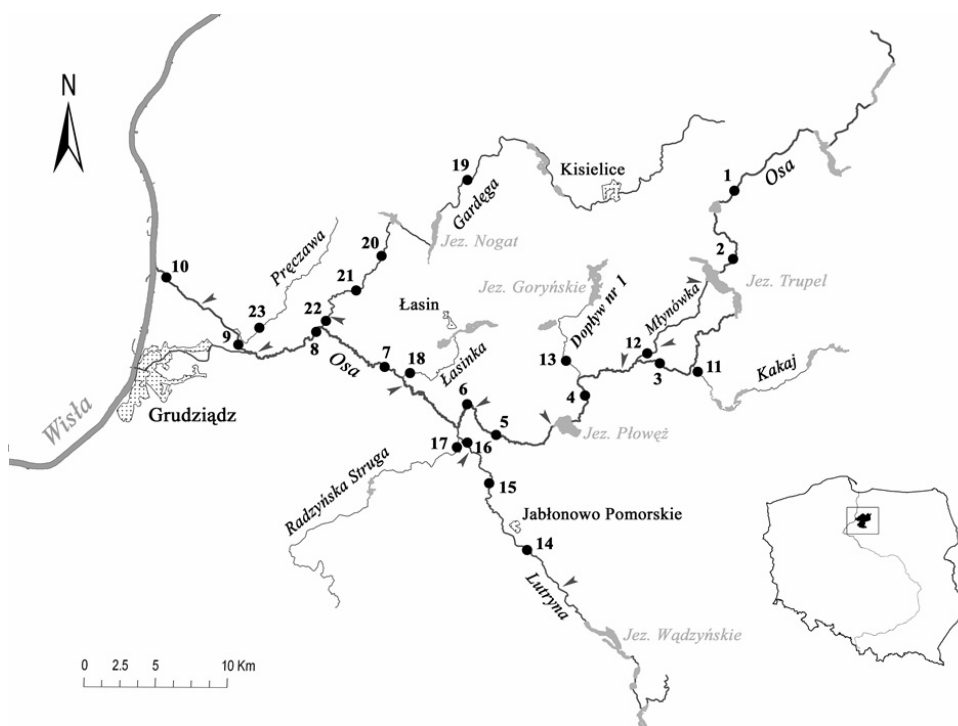 N
19
Kisielice
1
Osa
Gardęga
Pręczawa
20
Jez. Nogat
2
10
Jez. Goryńskie
Dopływ nr 1
Jez. Trupel
21
Łasin
Młynówka
23
22
9
8
12
Osa
7
18
Łasinka
13
3
11
Kakaj
Wisła
Grudziądz
6
4
5
Jez. Płowęż
17
16
Radzyńska Struga
15
Jabłonowo Pomorskie
14
Lutryna
Jez. Wądzyńskie
0 2.5 5 10 Km